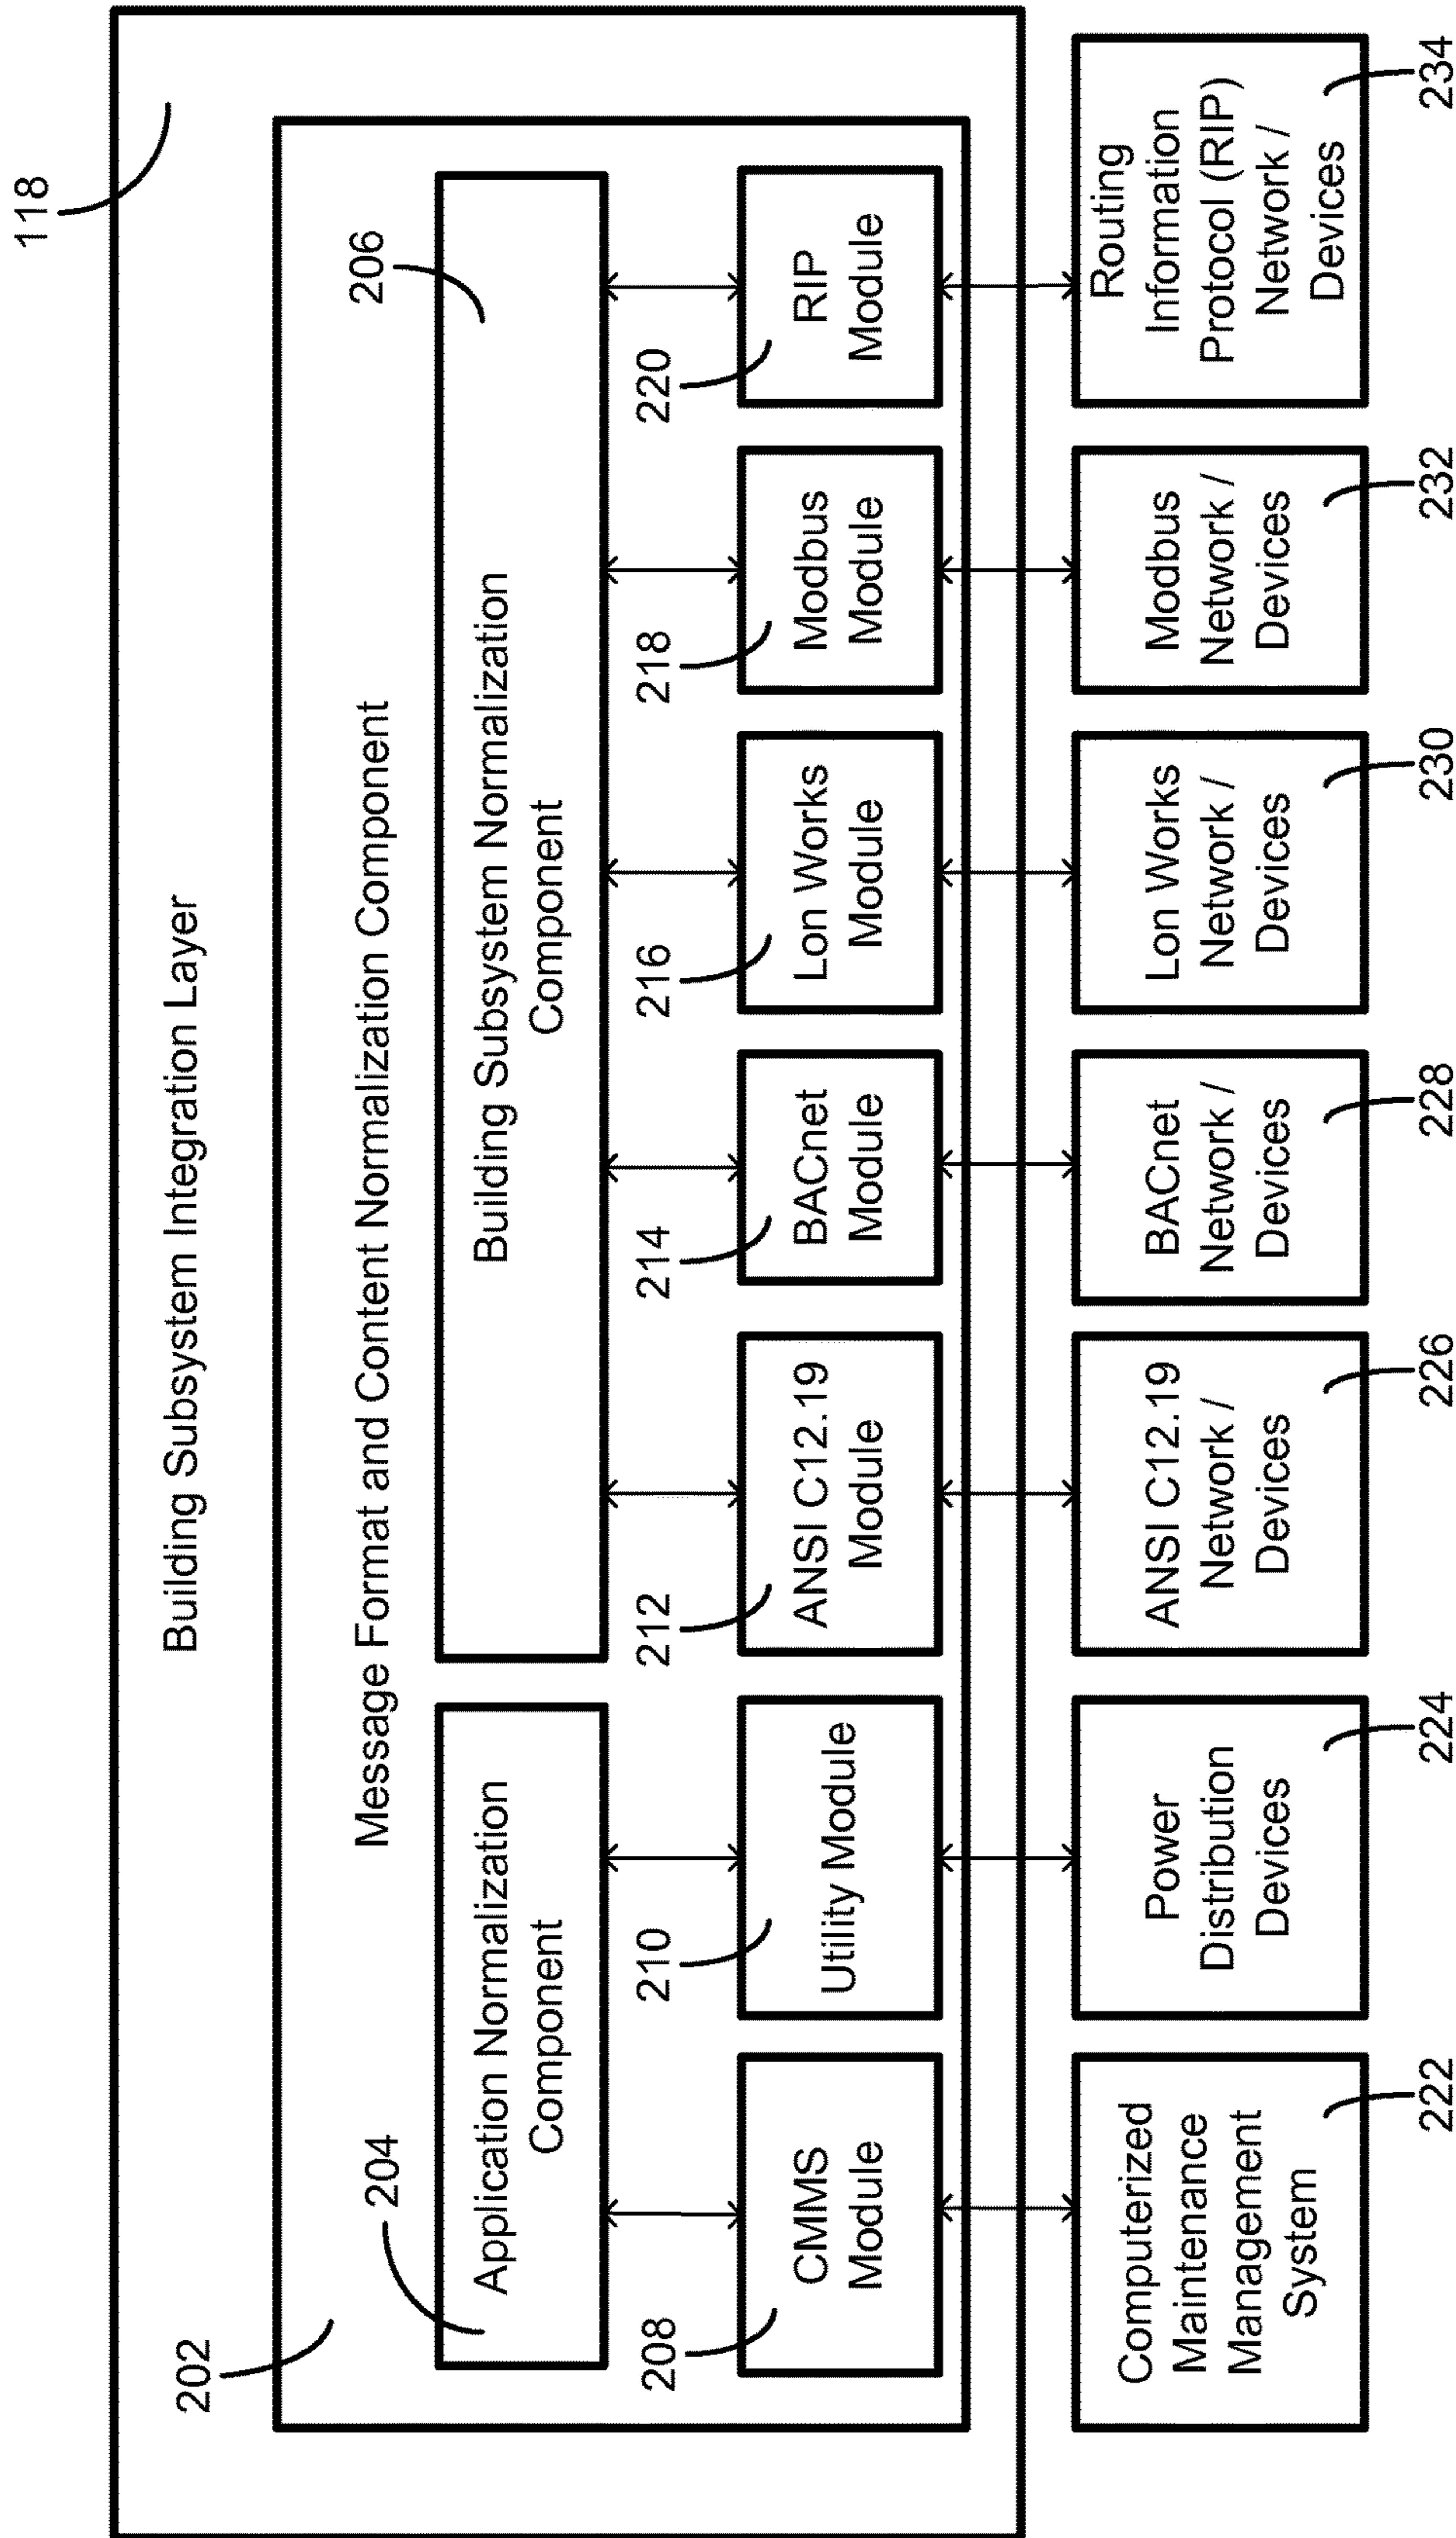 118
Building Subsystem Integration Layer
202
Message Format and Content Normalization Component
204
Application Normalization
Component
206
Building Subsystem Normalization
Component
208
CMMS
Module
210
Utility Module
212
ANSI C12.19
Module
214
BACnet
Module
216
Lon Works
Module
218
Modbus
Module
220
RIP
Module
Computerized
Maintenance
Management
System
222
Power
Distribution
Devices
224
ANSI C12.19
Network /
Devices
226
BACnet
Network /
Devices
228
Lon Works
Network /
Devices
230
Modbus
Network /
Devices
232
Routing
Information
Protocol (RIP)
Network /
Devices
234